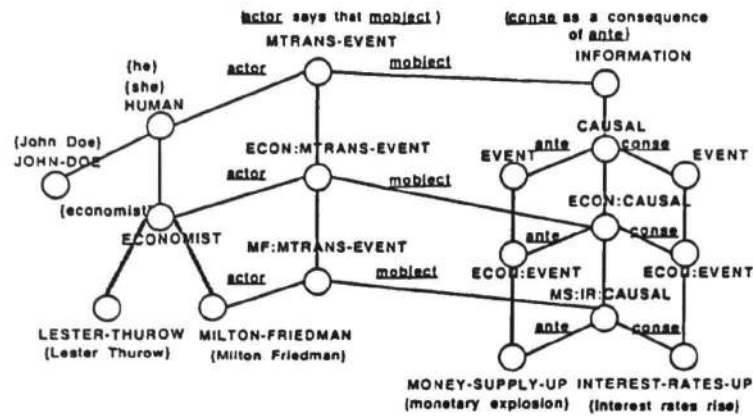 {actor says that mobject }
{conse as a consequence
of ante}
MTRANS-EVENT
INFORMATION
{he}
{she}
HUMAN
actor
mobject
{John Doe}
JOHN-DOE
CAUSAL
ante
conse
EVENT
EVENT
ECON:MTRANS-EVENT
actor
mobject
{economist}
ECONOMIST
ECON:CAUSAL
ante
conse
ECON:EVENT
ECON:EVENT
MF:MTRANS-EVENT
actor
mobject
MS:IR:CAUSAL
ante
conse
LESTER-THUROW
{Lester Thurow}
MILTON-FRIEDMAN
{Milton Friedman}
MONEY-SUPPLY-UP
{monetary explosion}
INTEREST-RATES-UP
{interest rates rise}